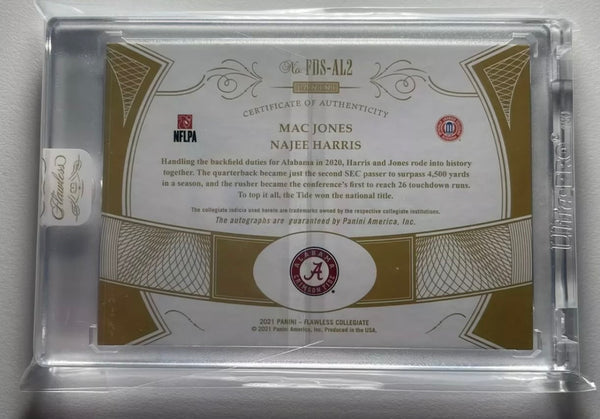 No. FDS-AL2
PANINI
CERTIFICATE OF AUTHENTICITY
MAC JONES
NAJEE HARRIS
NFLPA
Handling the backfield duties for Alabama in 2020, Harris and Jones rode into history
together. The quarterback became just the second SEC passer to surpass 4,500 yards
in a season, and the rusher became the conference's first to reach 26 touchdown runs.
To top it all, the Tide won the national title.
The collegiate indicia used herein are trademarks owned by the respective collegiate institutions.
The autographs are guaranteed by Panini America, Inc.
Flawless
ALABAMA
A
CRIMSON TIDE
2021 PANINI – FLAWLESS COLLEGIATE
© 2021 Panini America, Inc. Produced in the USA.